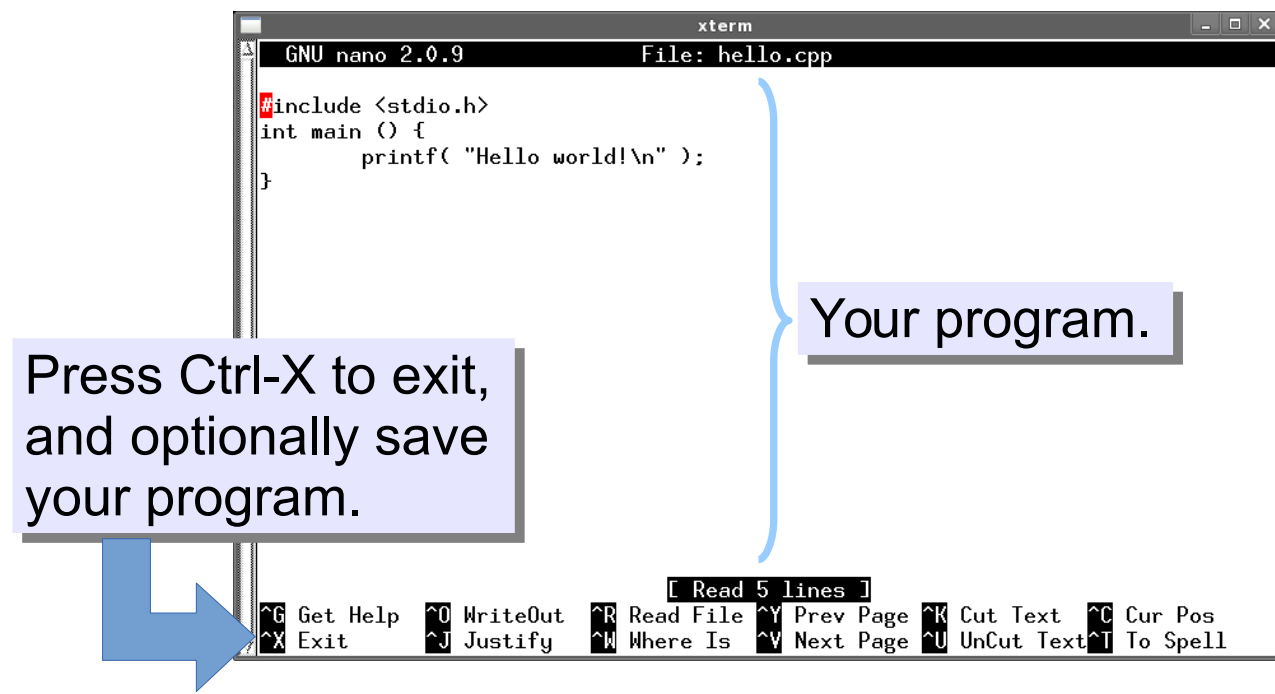 xterm
GNU nano 2.0.9 File: hello.cpp
#include <stdio.h>
int main () {
printf( "Hello world!\n" );
}
Your program.
Press Ctrl-X to exit,
and optionally save
your program.
[ Read 5 lines ]
^G Get Help ^O WriteOut ^R Read File ^Y Prev Page ^K Cut Text ^C Cur Pos
^X Exit ^J Justify ^W Where Is ^V Next Page ^U UnCut Text ^T To Spell